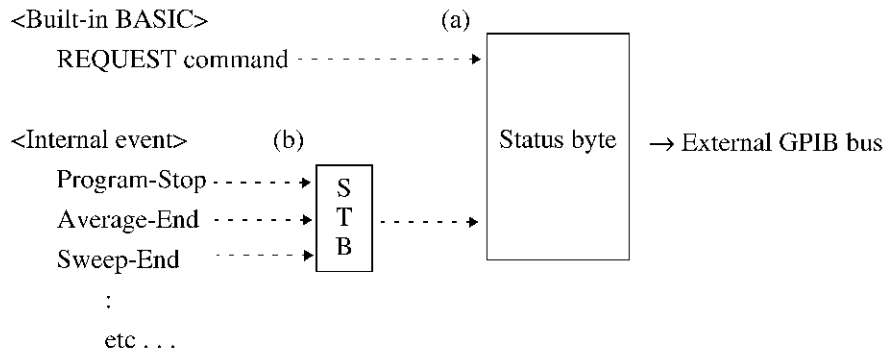 <Built-in BASIC> (a)
REQUEST command
<Internal event> (b)
Status byte → External GPIB bus
Program-Stop
Average-End
Sweep-End
S
T
B
:
etc . . .